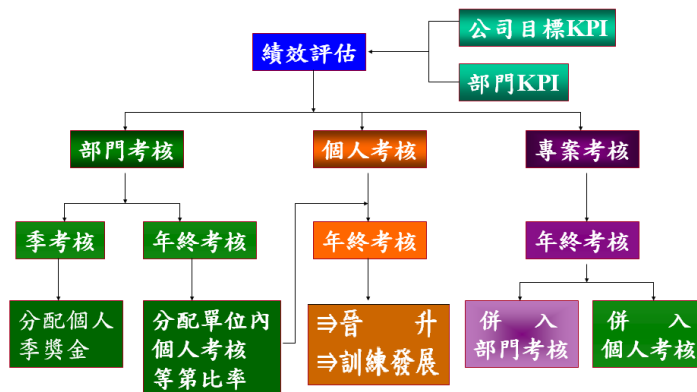 公司目標KPI
績效評估
部門KPI
部門考核
個人考核
專案考核
季考核
年終考核
年終考核
年終考核
分配個人
季獎金
分配單位內
個人考核
等第比率
⇛晉 升
⇛訓練發展
併 入
部門考核
併 入
個人考核